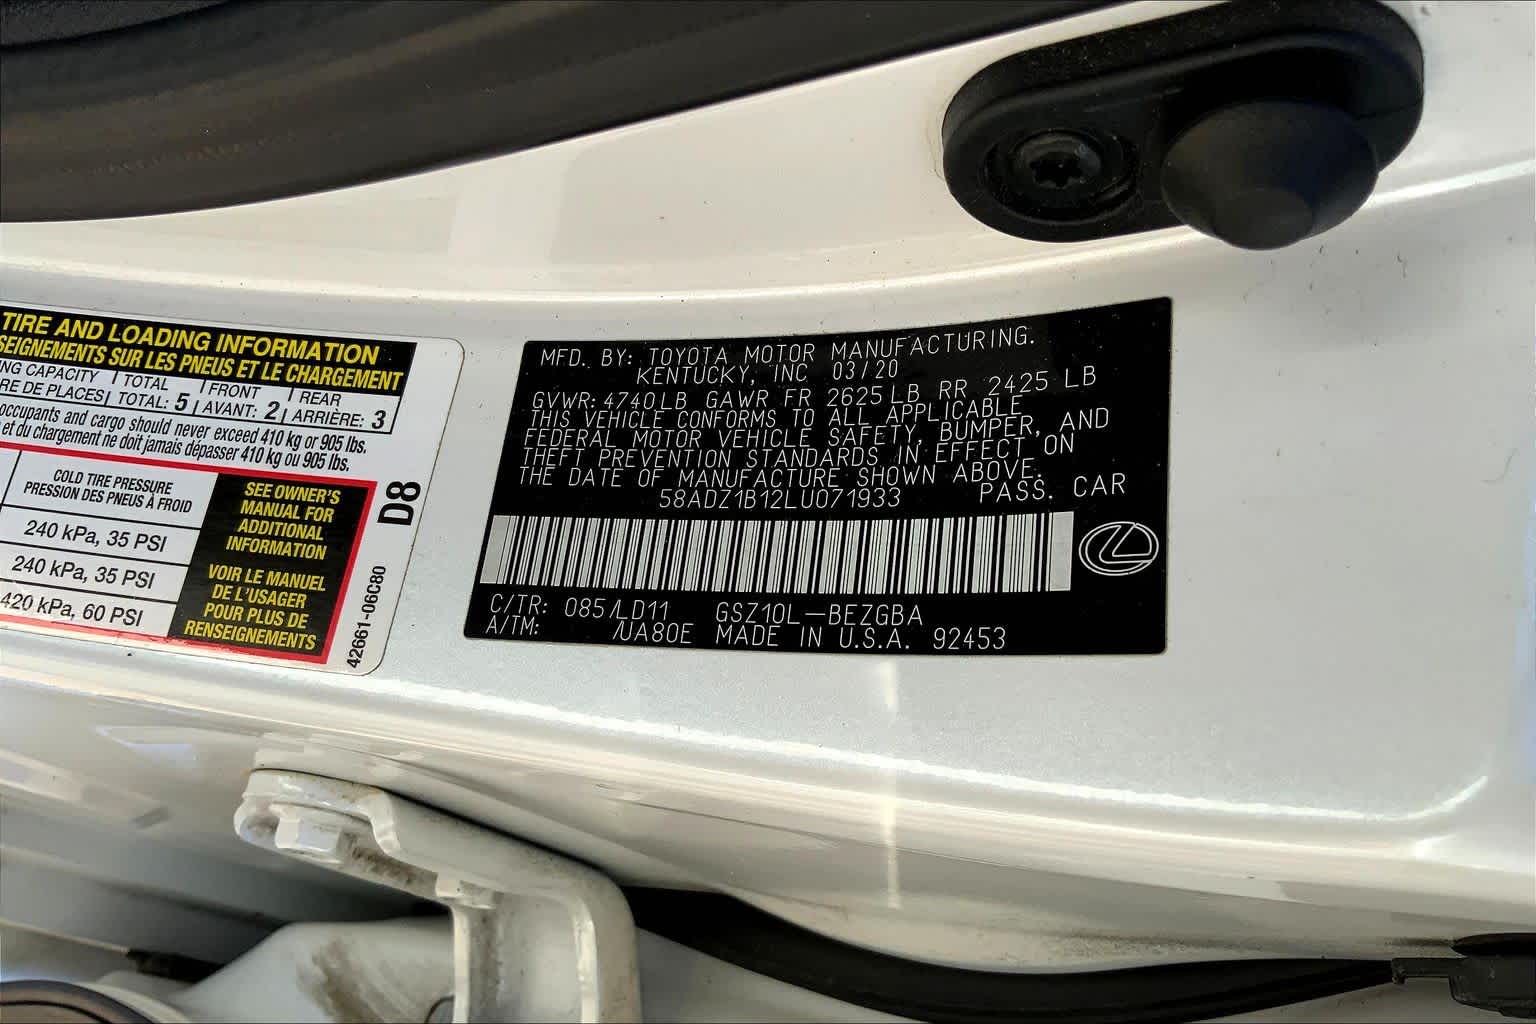 TIRE AND LOADING INFORMATION
SEIGNEMENTS SUR LES PNEUS ET LE CHARGEMENT
NG CAPACITY TOTAL FRONT REAR
RE DE PLACES TOTAL: 5 AVANT: 2 ARRIÈRE: 3
occupants and cargo should never exceed 410 kg or 905 lbs.
et du chargement ne doit jamais dépasser 410 kg ou 905 lbs.
COLD TIRE PRESSURE
PRESSION DES PNEUS À FROID
240 kPa, 35 PSI
240 kPa, 35 PSI
420 kPa, 60 PSI
SEE OWNER'S
MANUAL FOR
ADDITIONAL
INFORMATION
VOIR LE MANUEL
DE L'USAGER
POUR PLUS DE
RENSEIGNEMENTS
D8
42661-06C80
MFD. BY: TOYOTA MOTOR MANUFACTURING.
KENTUCKY, INC 03/20
GVWR: 4740LB GAWR FR 2625 LB RR 2425 LB
THIS VEHICLE CONFORMS TO ALL APPLICABLE
FEDERAL MOTOR VEHICLE SAFETY, BUMPER, AND
THEFT PREVENTION STANDARDS IN EFFECT ON
THE DATE OF MANUFACTURE SHOWN ABOVE.
58ADZ1B12LU071933 PASS. CAR
C/TR: 085/LD11 GSZ10L-BEZGBA
A/TM: /UA80E MADE IN U.S.A. 92453